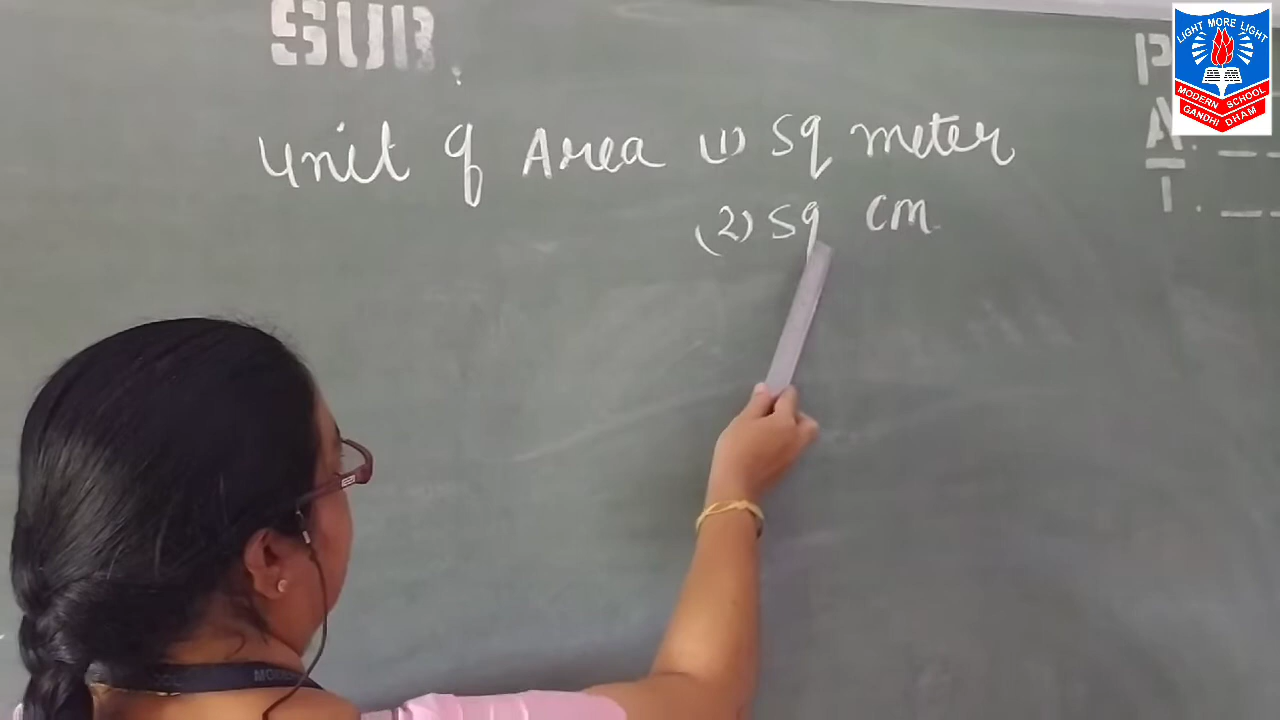 SUB.
Unit of Area (1) Sq meter
(2) Sq cm
P
A.
I.
LIGHT MORE LIGHT
MODERN SCHOOL
GANDHI DHAM